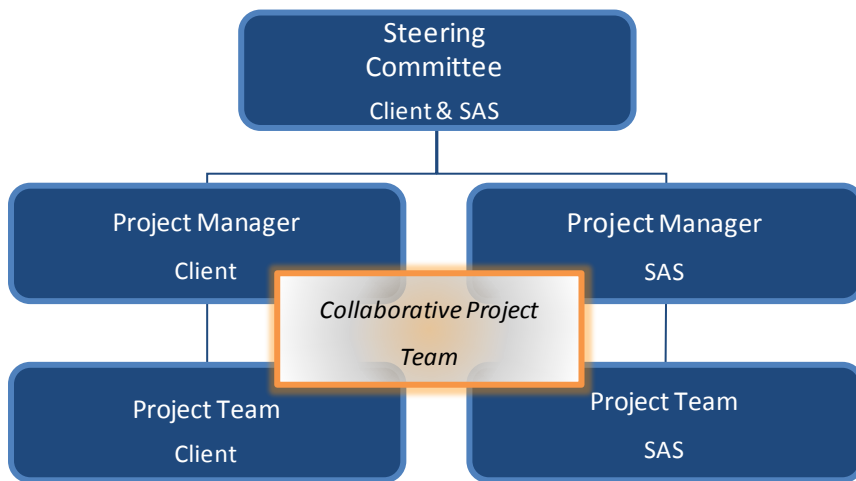 Steering
Committee
Client & SAS
Project Manager
Client
Project Manager
SAS
Collaborative Project
Team
Project Team
Client
Project Team
SAS